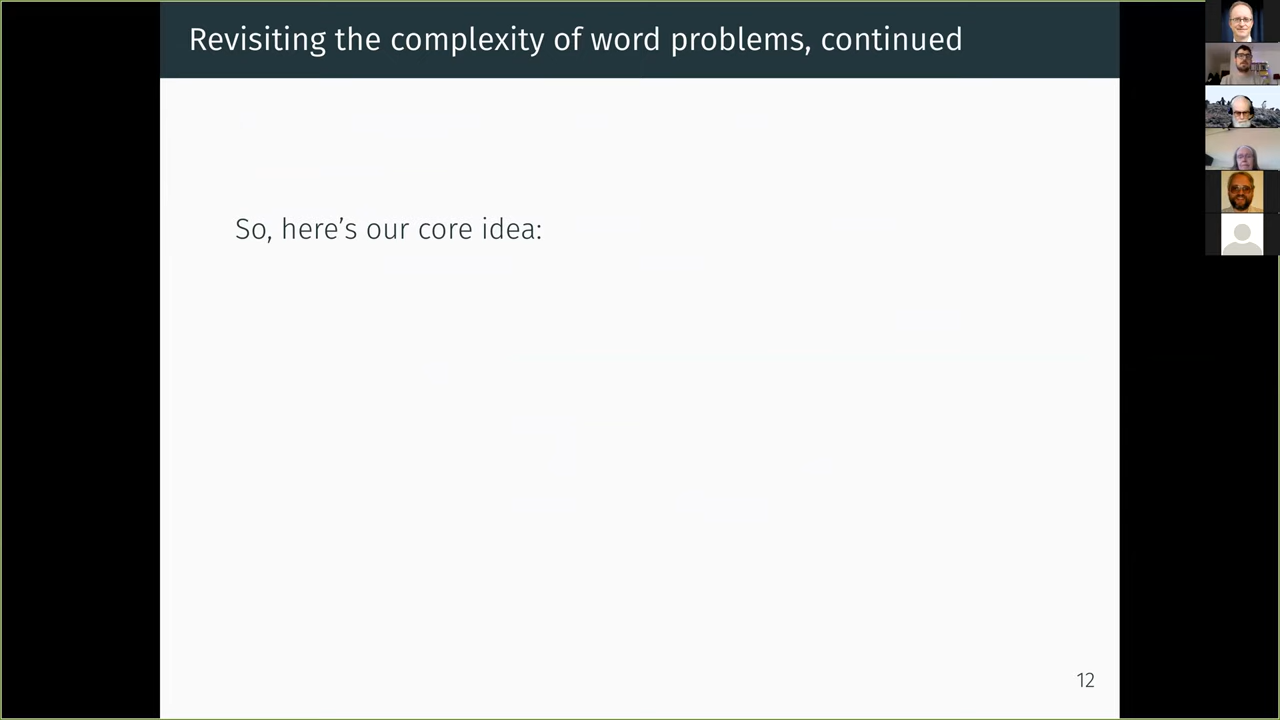 Revisiting the complexity of word problems, continued
So, here’s our core idea:
12